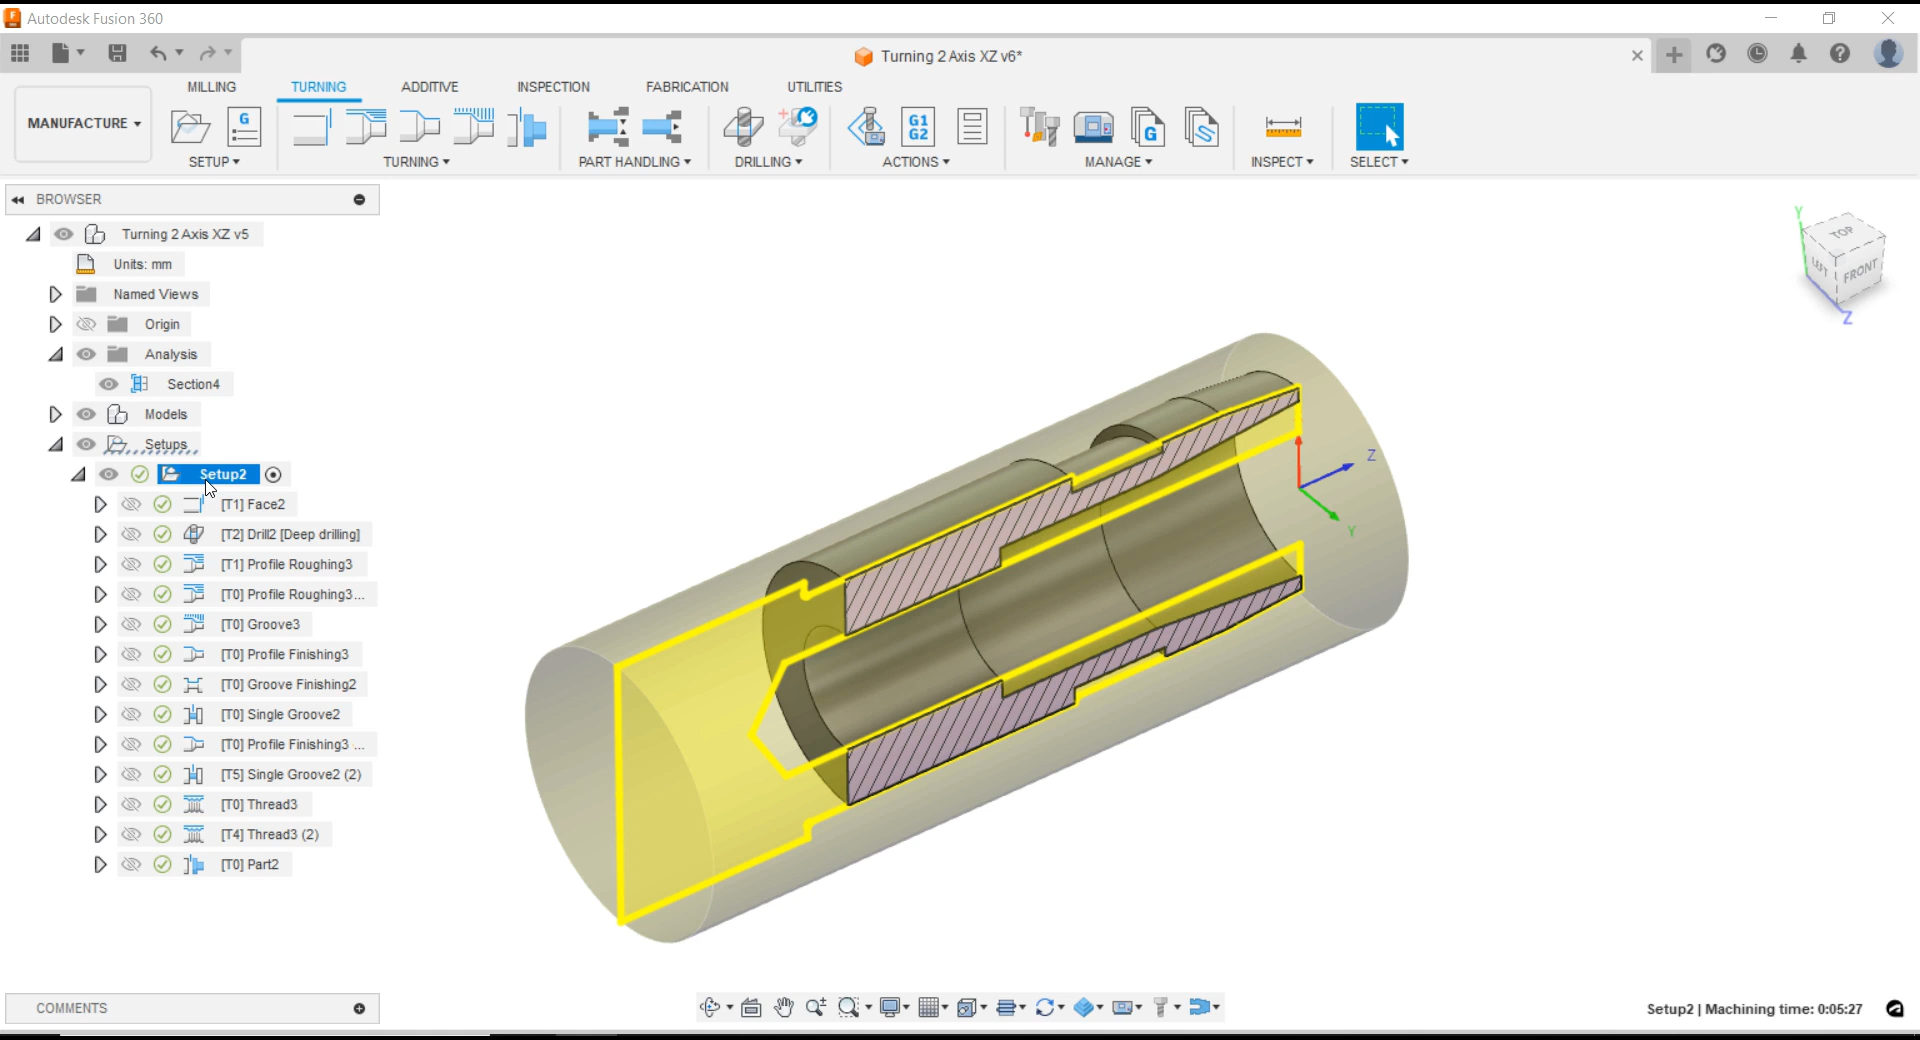 Autodesk Fusion 360
Turning 2 Axis XZ v6*
MILLING TURNING ADDITIVE INSPECTION FABRICATION UTILITIES
MANUFACTURE
G
G1
G2
G
S
SETUP TURNING PART HANDLING DRILLING ACTIONS MANAGE INSPECT SELECT
BROWSER
Turning 2 Axis XZ v5
Units: mm
Named Views
Origin
Analysis
Section4
Models
Setups
Setup2
[T1] Face2
[T2] Drill2 [Deep drilling]
[T1] Profile Roughing3
[T0] Profile Roughing3...
[T0] Groove3
[T0] Profile Finishing3
[T0] Groove Finishing2
[T0] Single Groove2
[T0] Profile Finishing3 ...
[T5] Single Groove2 (2)
[T0] Thread3
[T4] Thread3 (2)
[T0] Part2
Y
TOP
LEFT FRONT
Z
Z
Y
COMMENTS
Setup2 | Machining time: 0:05:27